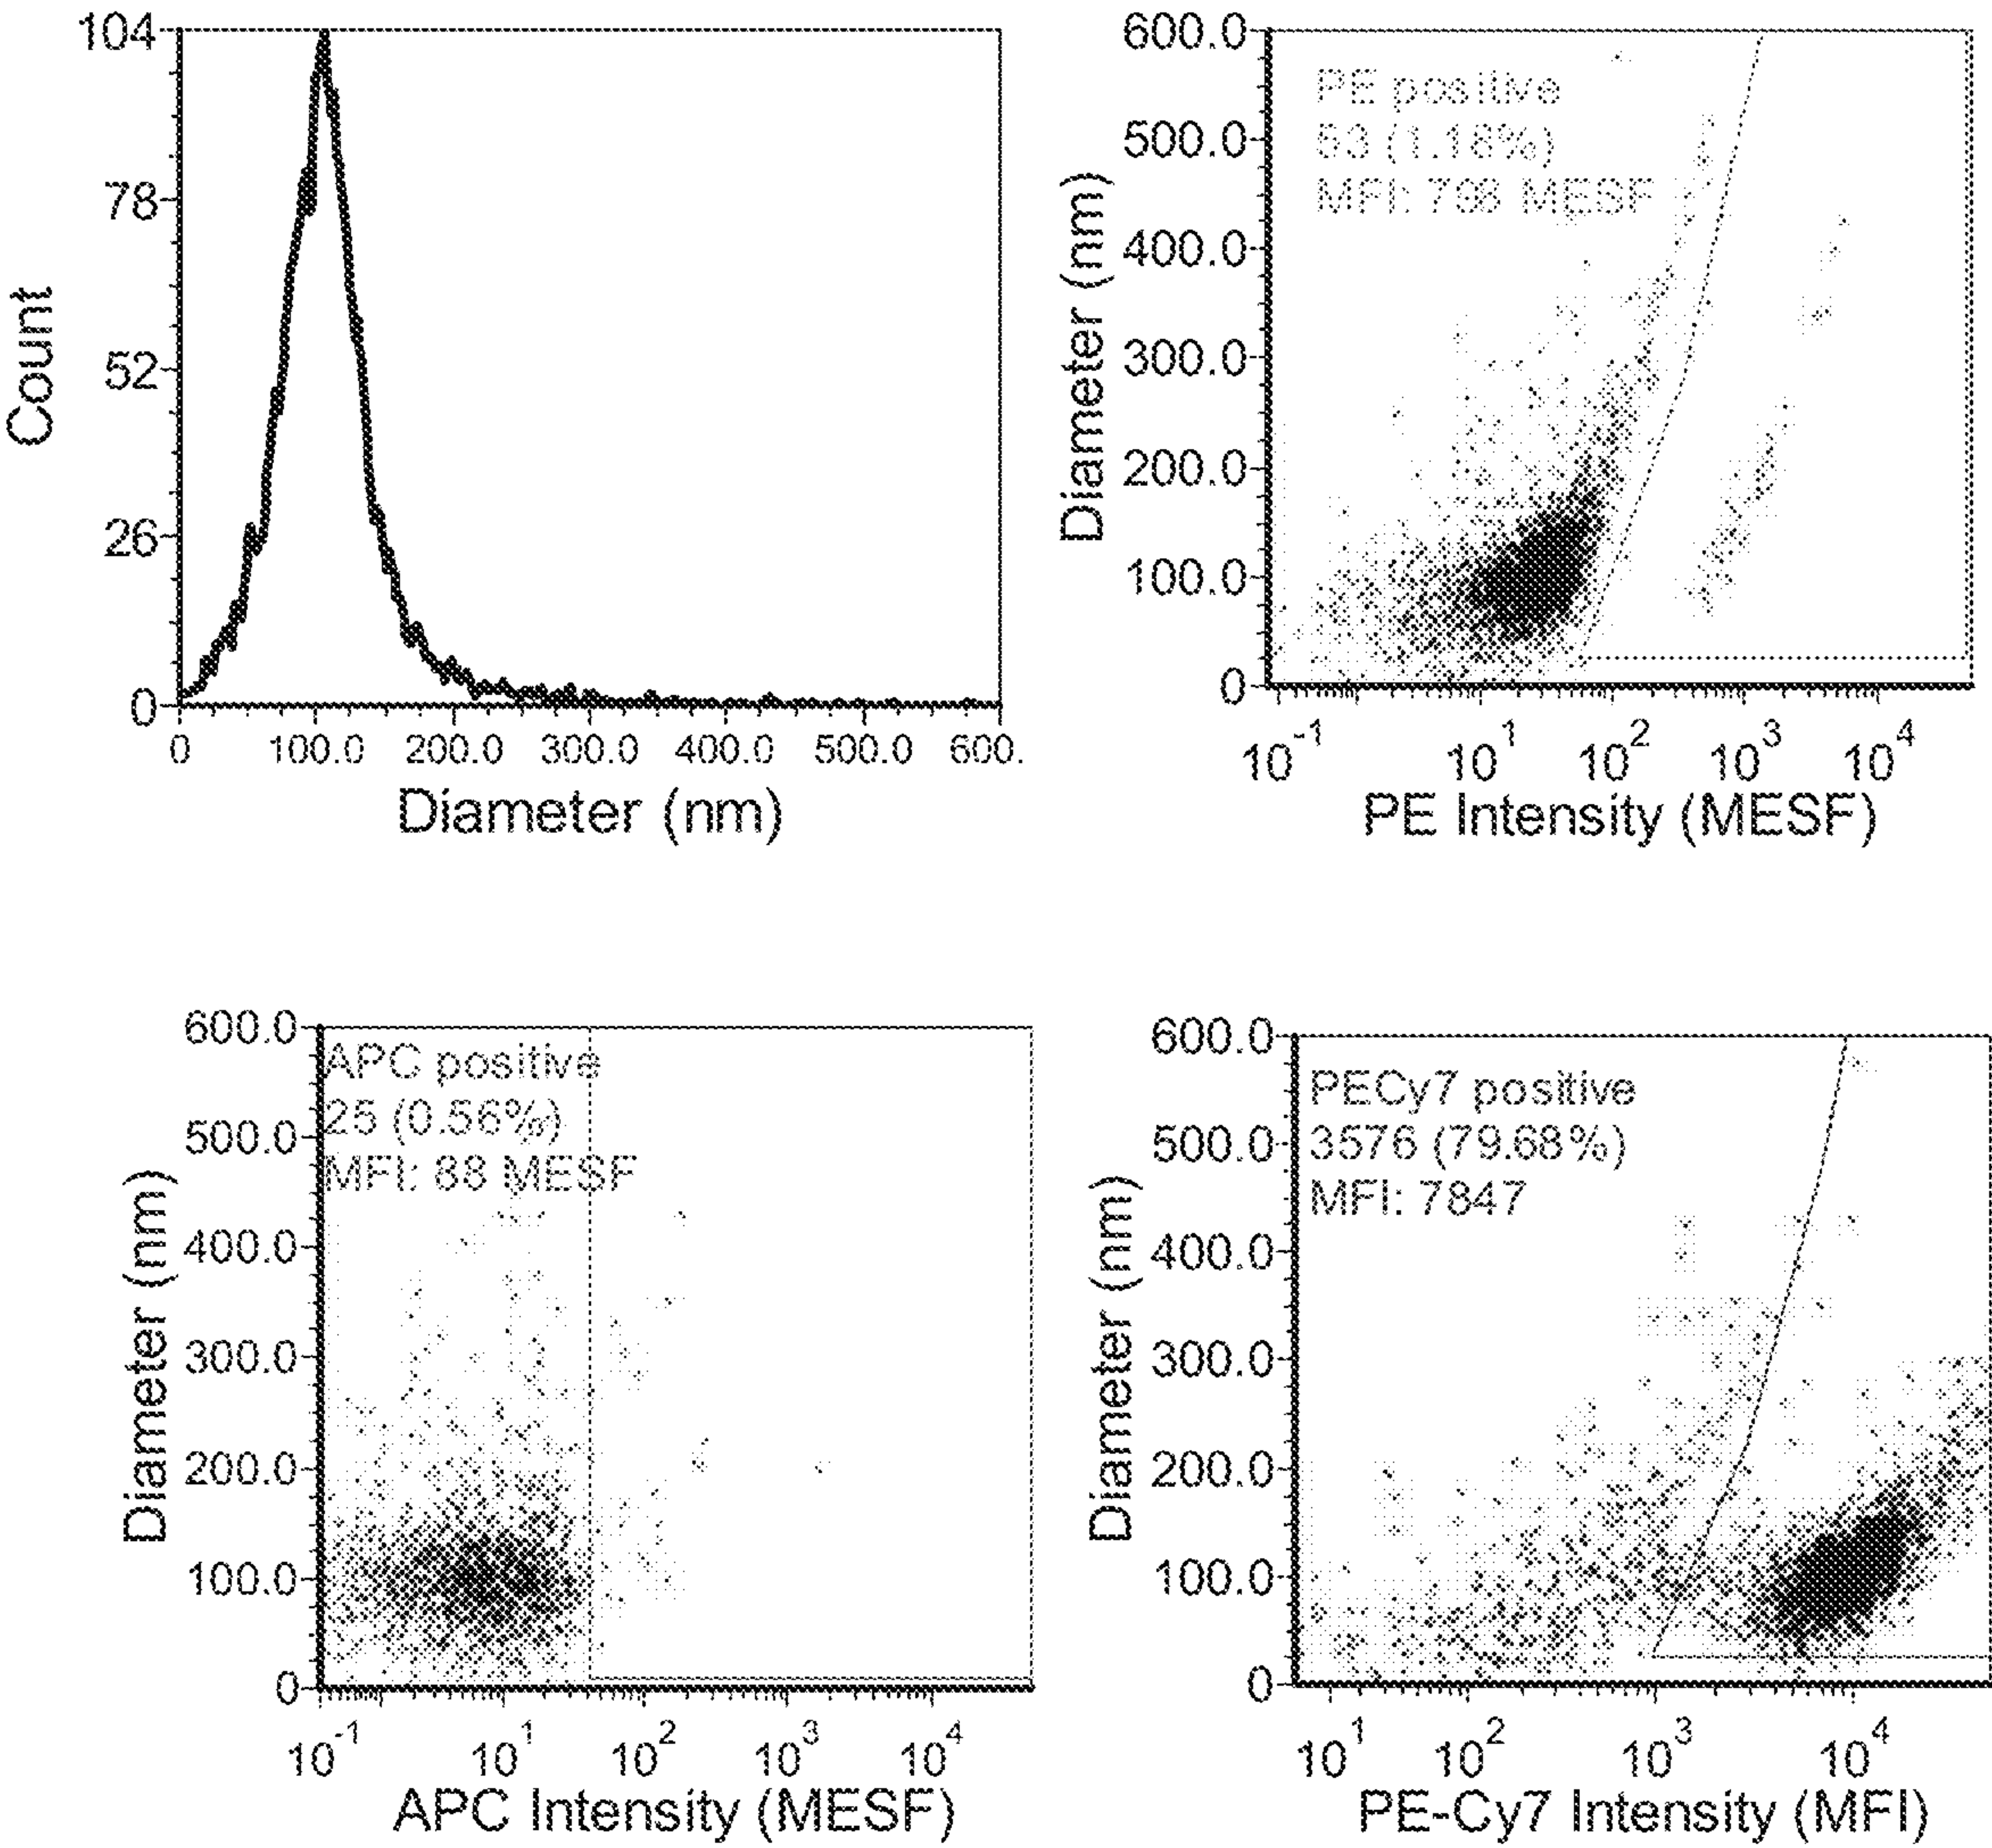 104
78
52
26
0
Count
0 100.0 200.0 300.0 400.0 500.0 600.
Diameter (nm)
600.0
500.0
400.0
300.0
200.0
100.0
0
Diameter (nm)
PE positive
53 (1.18%)
MFI: MESF
10-1 101 102 103 104
PE Intensity (MESF)
600.0
500.0
400.0
300.0
200.0
100.0
0
Diameter (nm)
APC positive
25 (0.56%)
MFI: 88 MESF
10-1 101 102 103 104
APC Intensity (MESF)
600.0
500.0
400.0
300.0
200.0
100.0
0
Diameter (nm)
PECy7 positive
3576 (79.68%)
MFI: 7847
101 102 103 104
PE-Cy7 Intensity (MFI)